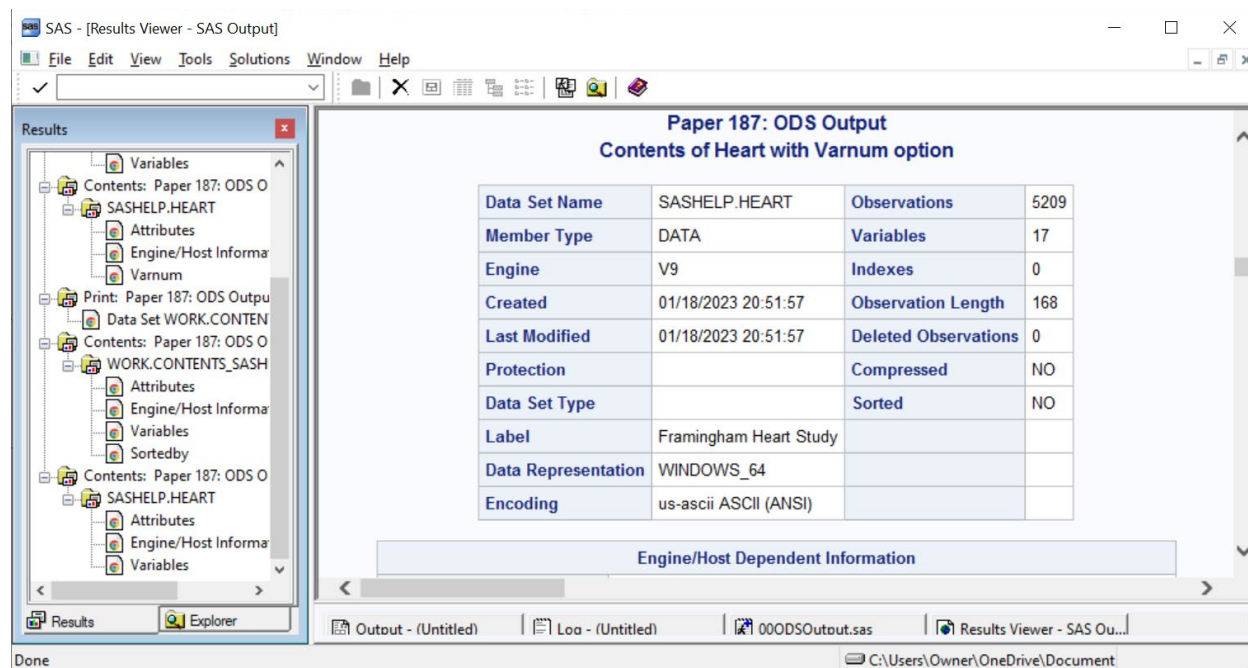 SAS - [Results Viewer - SAS Output]
File Edit View Tools Solutions Window Help
Results
Variables
Contents: Paper 187: ODS O
SASHELP.HEART
Attributes
Engine/Host Informa
Varnum
Print: Paper 187: ODS Outpu
Data Set WORK.CONTEN
Contents: Paper 187: ODS O
WORK.CONTENTS_SASH
Attributes
Engine/Host Informa
Variables
Sortedby
Contents: Paper 187: ODS O
SASHELP.HEART
Attributes
Engine/Host Informa
Variables
Results Explorer
Paper 187: ODS Output
Contents of Heart with Varnum option
Data Set Name SASHELP.HEART Observations 5209
Member Type DATA Variables 17
Engine V9 Indexes 0
Created 01/18/2023 20:51:57 Observation Length 168
Last Modified 01/18/2023 20:51:57 Deleted Observations 0
Protection Compressed NO
Data Set Type Sorted NO
Label Framingham Heart Study
Data Representation WINDOWS_64
Encoding us-ascii ASCII (ANSI)
Engine/Host Dependent Information
Output - (Untitled) Log - (Untitled) 00ODSOutput.sas Results Viewer - SAS Ou...
Done C:\Users\Owner\OneDrive\Document